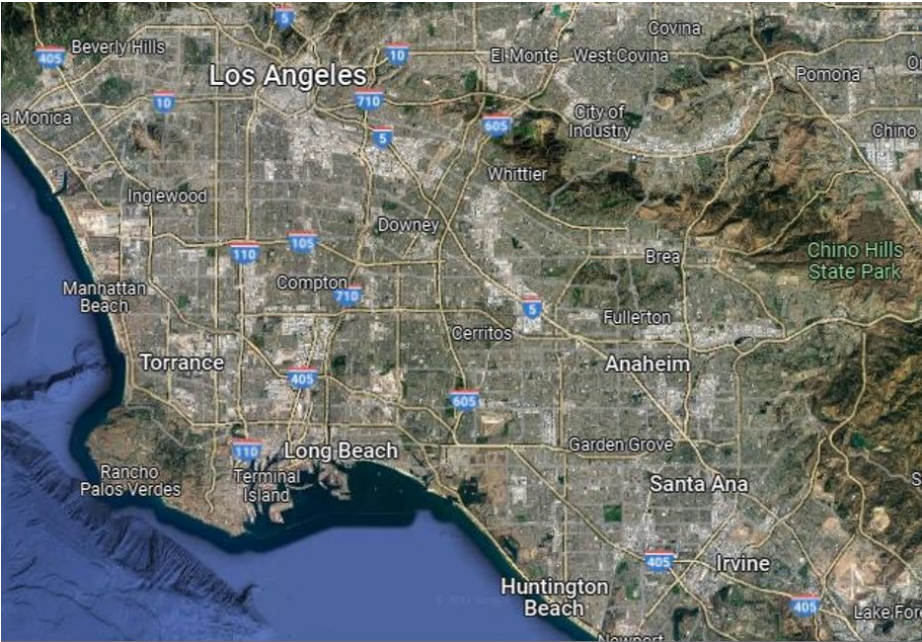 5
Covina
405
Beverly Hills
10
El Monte
West Covina
Los Angeles
Pomona
10
710
a Monica
5
605
City of
Industry
Chino
Whittier
Inglewood
Downey
110
105
Brea
Chino Hills
State Park
Compton
710
Manhattan
Beach
5
Fullerton
Cerritos
Torrance
Anaheim
405
605
110
Long Beach
Garden Grove
Rancho
Palos Verdes
Terminal
Island
Santa Ana
405
Irvine
Huntington
Beach
405
Lake For
Newport